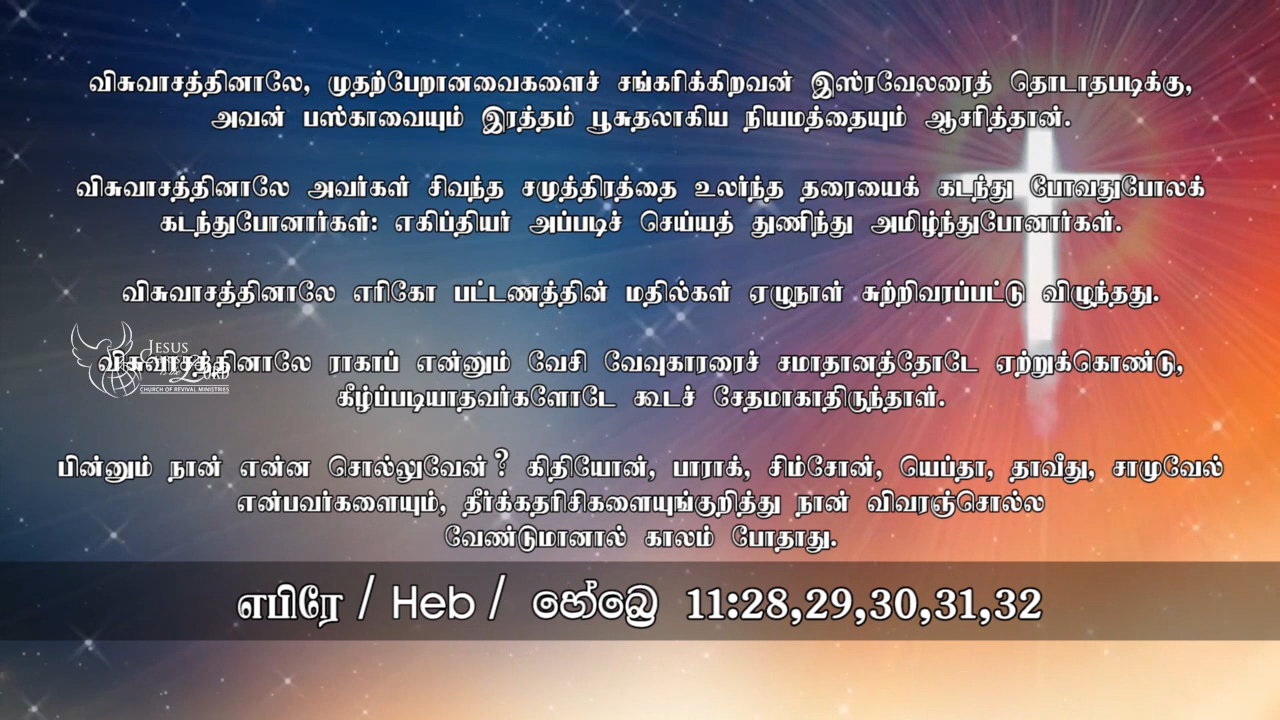 விசுவாசத்தினாலே, முதற்பேறானவைகளைச் சங்கரிக்கிறவன் இஸ்ரவேலரைத் தொடாதபடிக்கு,
அவன் பஸ்காவையும் இரத்தம் பூசுதலாகிய நியமத்தையும் ஆசரித்தான்.
விசுவாசத்தினாலே அவர்கள் சிவந்த சமுத்திரத்தை உலர்ந்த தரையைக் கடந்து போவதுபோலக்
கடந்துபோனார்கள்: எகிப்தியர் அப்படிச் செய்யத் துணிந்து அமிழ்ந்துபோனார்கள்.
விசுவாசத்தினாலே எரிகோ பட்டணத்தின் மதில்கள் ஏழுநாள் சுற்றிவரப்பட்டு விழுந்தது.
விசுவாசத்தினாலே ராகாப் என்னும் வேசி வேவுகாரரைச் சமாதானத்தோடே ஏற்றுக்கொண்டு,
கீழ்ப்படியாதவர்களோடே கூடச் சேதமாகாதிருந்தாள்.
பின்னும் நான் என்ன சொல்லுவேன்? கிதியோன், பாராக், சிம்சோன், யெப்தா, தாவீது, சாமுவேல்
என்பவர்களையும், தீர்க்கதரிசிகளையுங்குறித்து நான் விவரஞ்சொல்ல
வேண்டுமானால் காலம் போதாது.
JESUS
CHRIST
is the LORD
CHURCH OF REVIVAL MINISTRIES
எபிரே / Heb / හේබ්‍රෙ 11:28,29,30,31,32